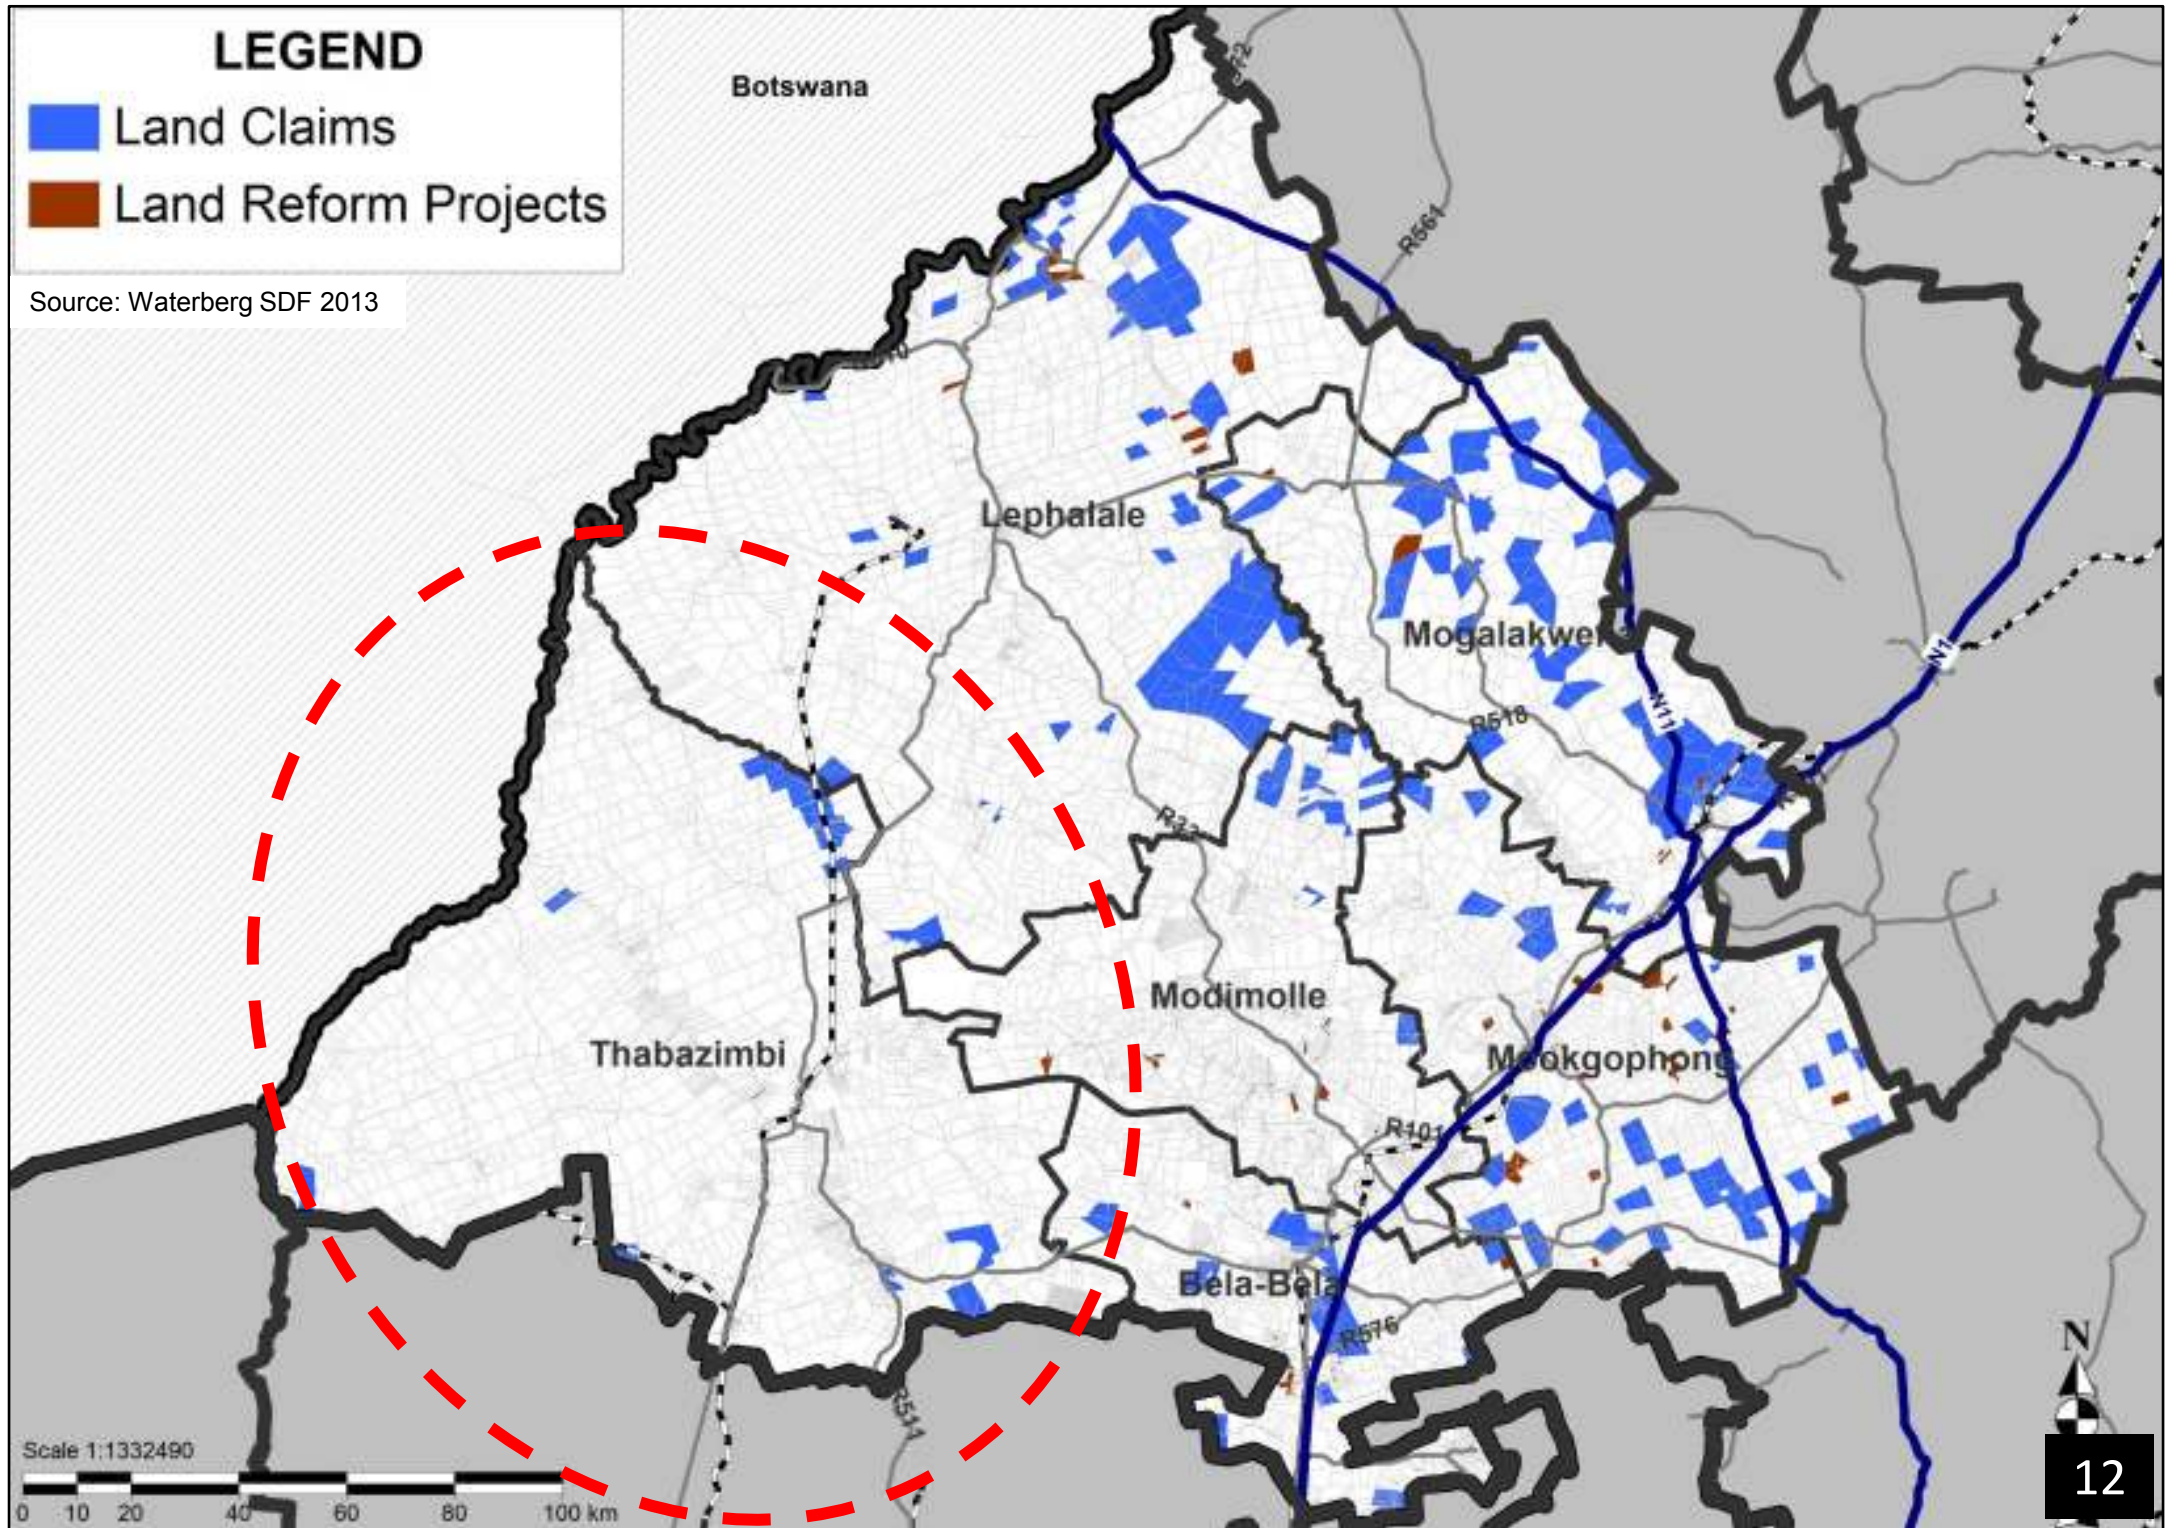 LEGEND
Land Claims
Land Reform Projects
Source: Waterberg SDF 2013
Botswana
R561
Lephalale
Mogalakwena
N1
N11
R518
R33
Modimolle
Thabazimbi
Mookgophong
R101
Bela-Bela
R576
R511
N
Scale 1:1332490
0 10 20 40 60 80 100 km
12